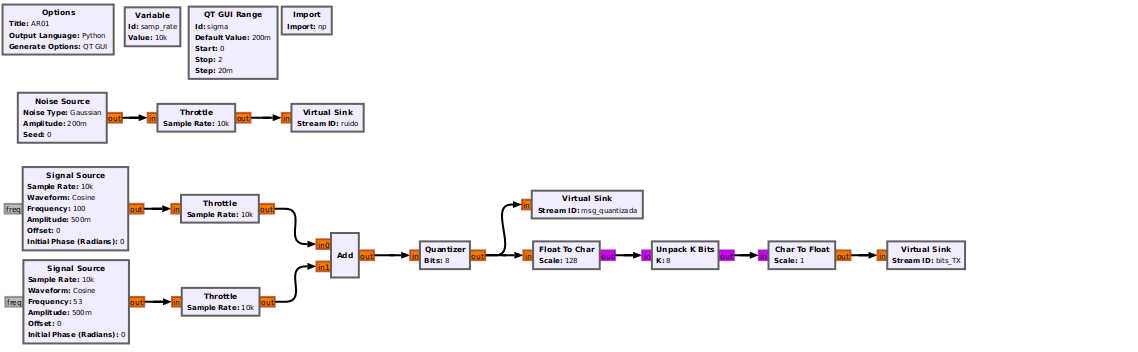 Options
Title: AR01
Output Language: Python
Generate Options: QT GUI
Variable
Id: samp_rate
Value: 10k
QT GUI Range
Id: sigma
Default Value: 200m
Start: 0
Stop: 2
Step: 20m
Import
Import: np
Noise Source
Noise Type: Gaussian
Amplitude: 200m
Seed: 0
out
in
Throttle
Sample Rate: 10k
out
in
Virtual Sink
Stream ID: ruido
freq
Signal Source
Sample Rate: 10k
Waveform: Cosine
Frequency: 100
Amplitude: 500m
Offset: 0
Initial Phase (Radians): 0
out
in
Throttle
Sample Rate: 10k
out
freq
Signal Source
Sample Rate: 10k
Waveform: Cosine
Frequency: 53
Amplitude: 500m
Offset: 0
Initial Phase (Radians): 0
out
in
Throttle
Sample Rate: 10k
out
in0
in1
Add
out
in
Quantizer
Bits: 8
out
in
Virtual Sink
Stream ID: msg_quantizada
in
Float To Char
Scale: 128
out
in
Unpack K Bits
K: 8
out
in
Char To Float
Scale: 1
out
in
Virtual Sink
Stream ID: bits_TX